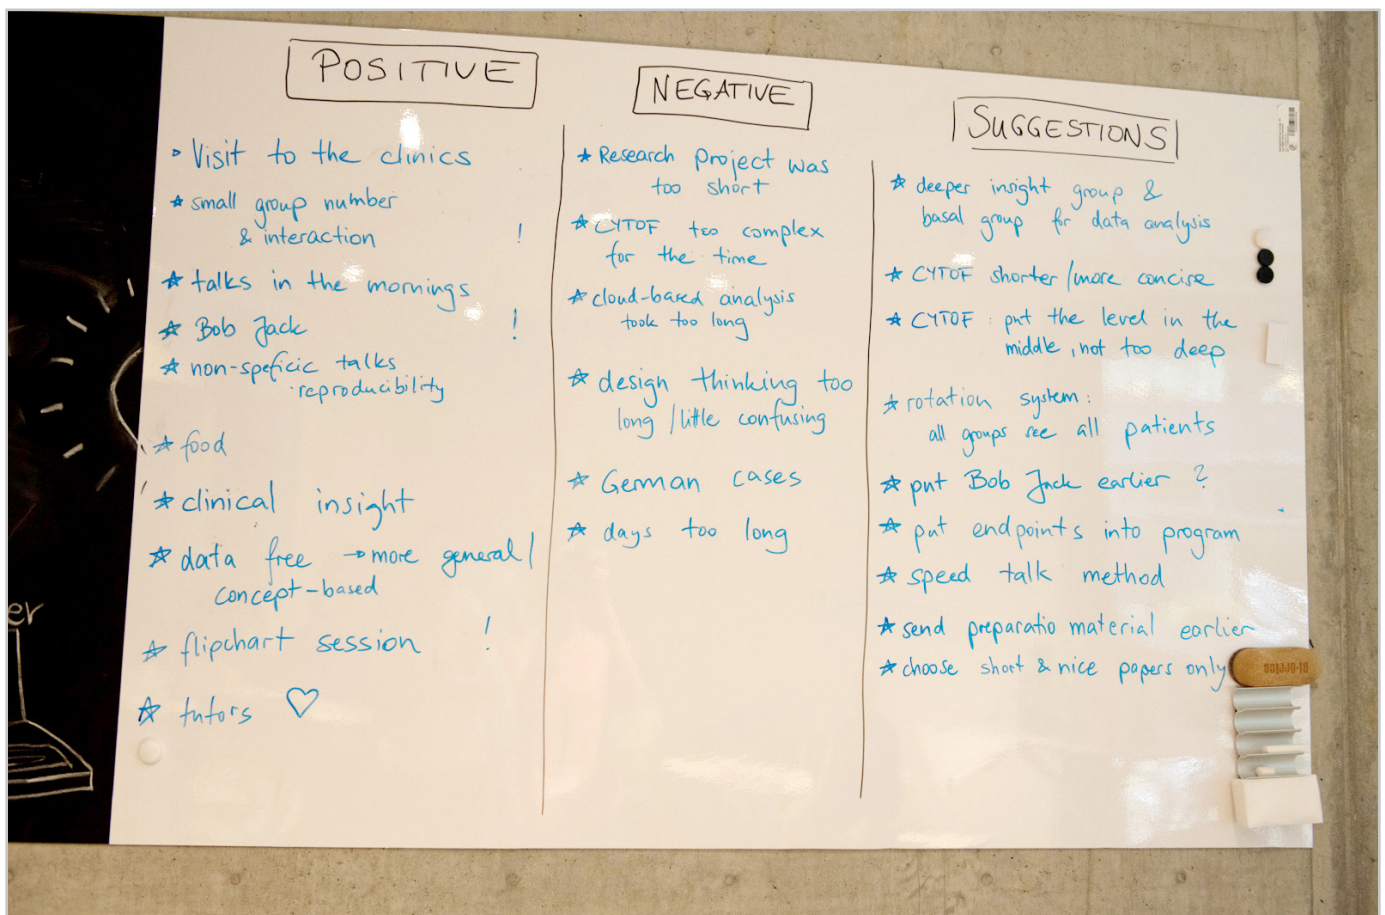 POSITIVE
▹ Visit to the clinics
* small group number
& interaction !
* talks in the mornings
* Bob Jack !
* non-speficic talks
reproducibility
* food
* clinical insight
* data free → more general/
concept-based
* flipchart session !
* tutors ♡
NEGATIVE
* Research Project was
too short
* CYTOF too complex
for the time
* cloud-based analysis
took too long
* design thinking too
long / little confusing
* German cases
* days too long
SUGGESTIONS
* deeper insight group &
basal group for data analysis
* CYTOF shorter/more concise
* CYTOF : put the level in the
middle, not too deep
* rotation system:
all groups see all patients
* put Bob Jack earlier ?
* put endpoints into program
* speed talk method
* send preparatio material earlier
* choose short & nice papers only
er